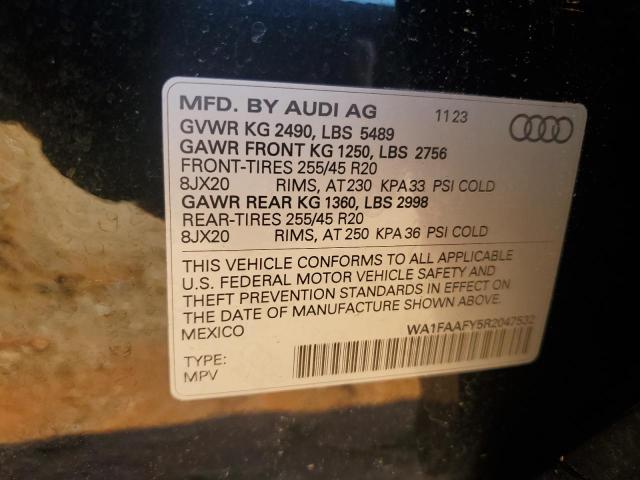 MFD. BY AUDI AG 1123
GVWR KG 2490, LBS 5489
GAWR FRONT KG 1250, LBS 2756
FRONT-TIRES 255/45 R20
8JX20 RIMS, AT 230 KPA 33 PSI COLD
GAWR REAR KG 1360, LBS 2998
REAR-TIRES 255/45 R20
8JX20 RIMS, AT 250 KPA 36 PSI COLD
THIS VEHICLE CONFORMS TO ALL APPLICABLE
U.S. FEDERAL MOTOR VEHICLE SAFETY AND
THEFT PREVENTION STANDARDS IN EFFECT ON
THE DATE OF MANUFACTURE SHOWN ABOVE.
MEXICO WA1FAAFY5R2047532
TYPE:
MPV